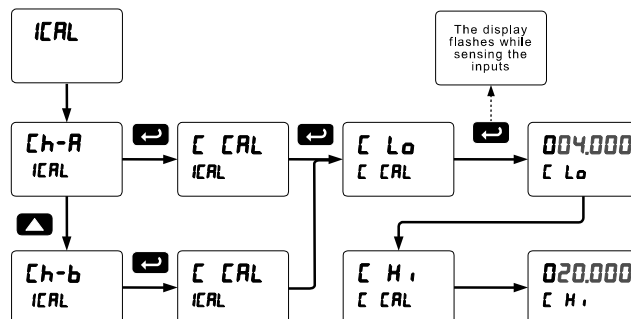 ICAL
The display
flashes while
sensing the
inputs
Ch-A
ICAL
C CAL
ICAL
C Lo
C CAL
004.000
C Lo
Ch-b
ICAL
C CAL
ICAL
C Hi
C CAL
020.000
C Hi